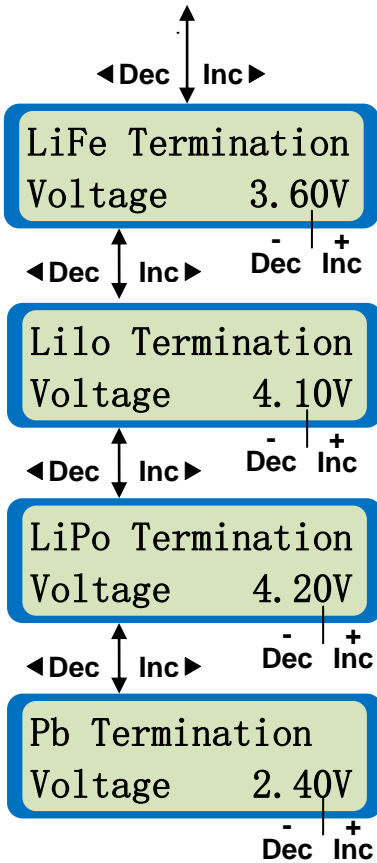 ◀Dec Inc▶
LiFe Termination
Voltage 3.60V
- +
Dec Inc
◀Dec Inc▶
Lilo Termination
Voltage 4.10V
- +
Dec Inc
◀Dec Inc▶
LiPo Termination
Voltage 4.20V
- +
Dec Inc
◀Dec Inc▶
Pb Termination
Voltage 2.40V
- +
Dec Inc